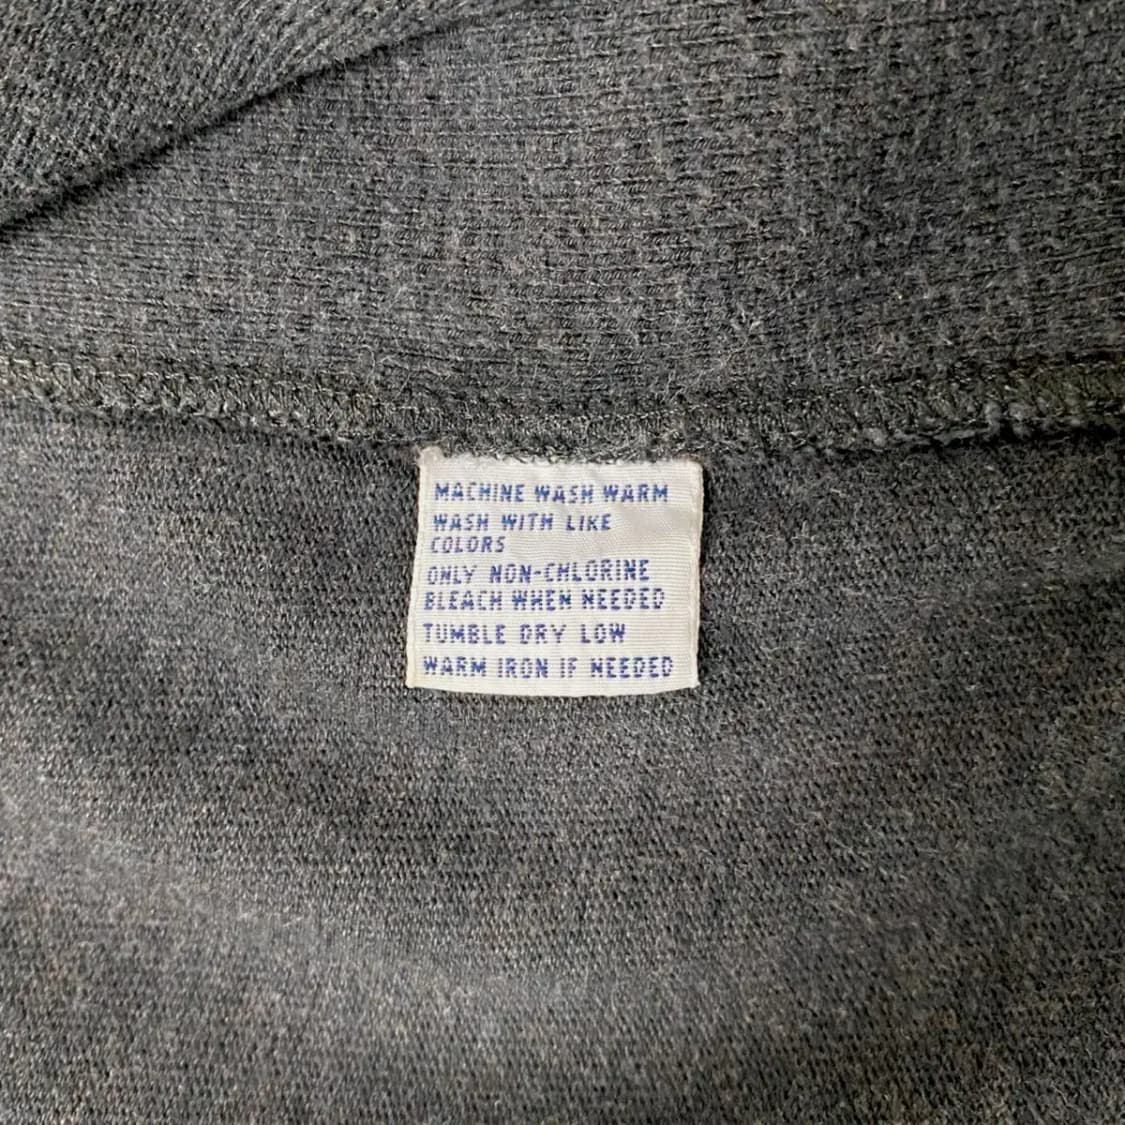 MACHINE WASH WARM
WASH WITH LIKE
COLORS
ONLY NON-CHLORINE
BLEACH WHEN NEEDED
TUMBLE DRY LOW
WARM IRON IF NEEDED